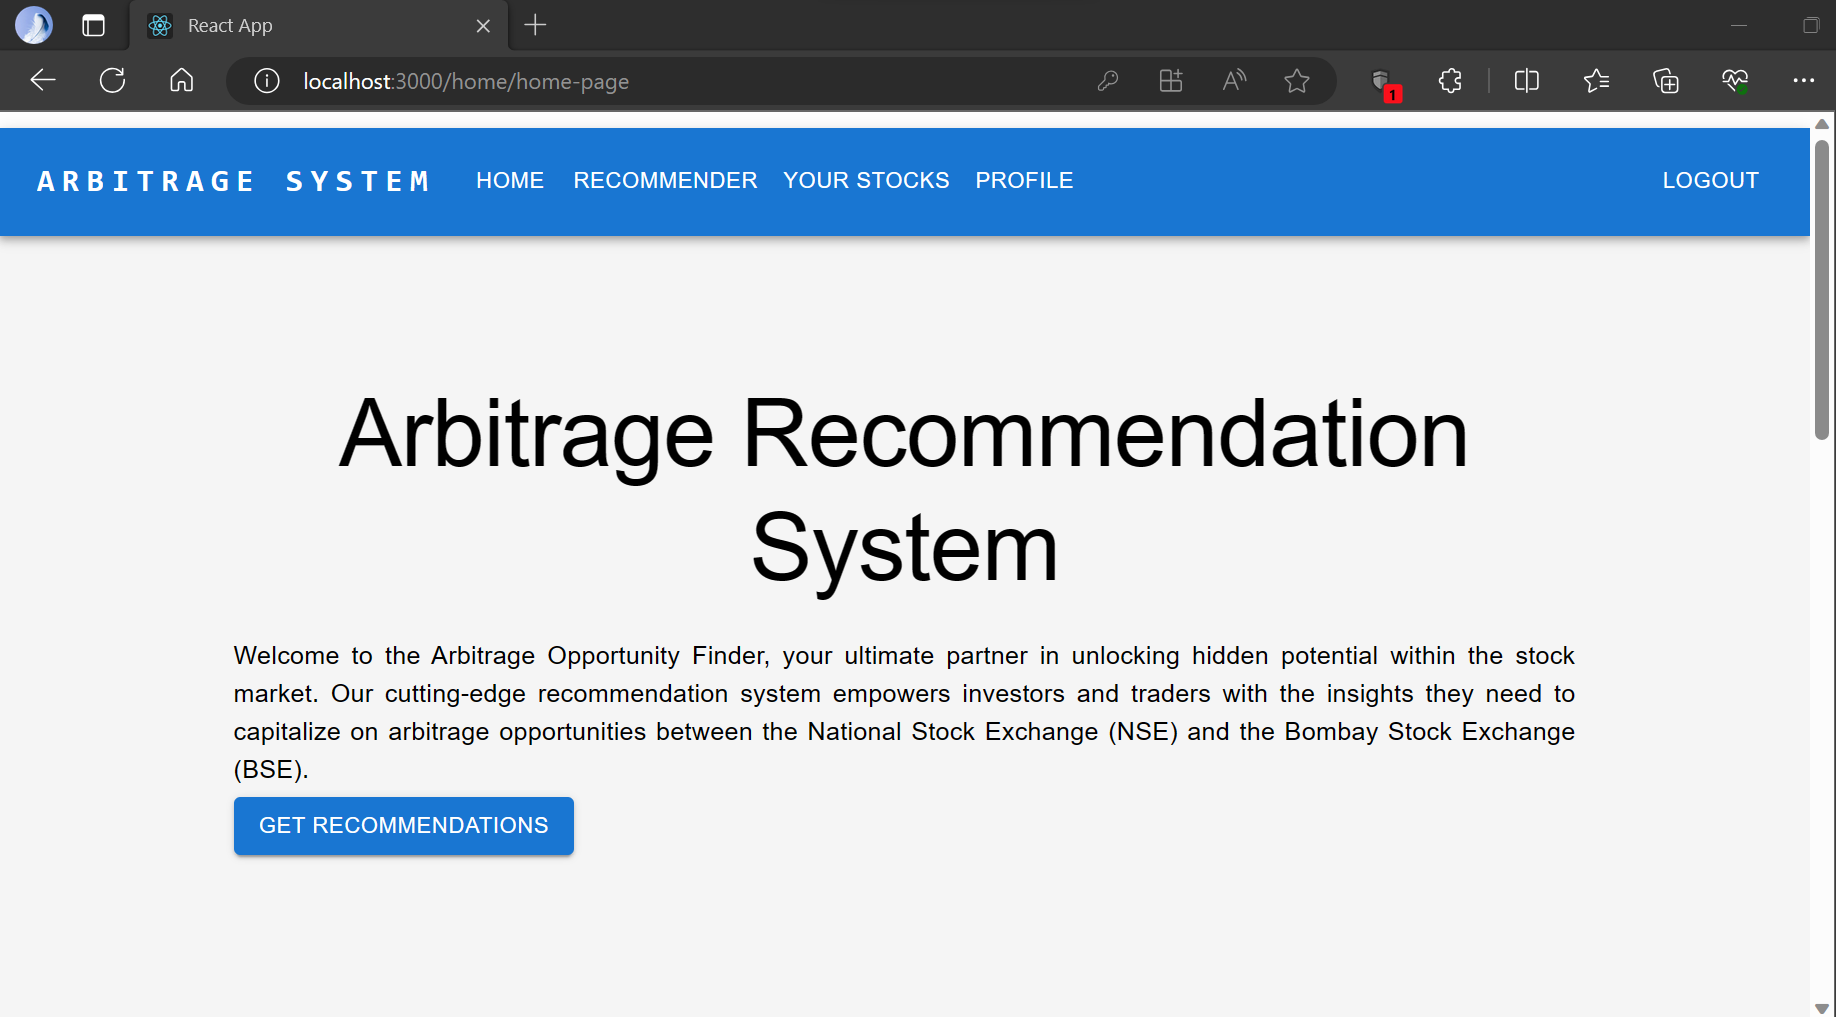 React App
localhost:3000/home/home-page
1
ARBITRAGE SYSTEM HOME RECOMMENDER YOUR STOCKS PROFILE LOGOUT
Arbitrage Recommendation
System
Welcome to the Arbitrage Opportunity Finder, your ultimate partner in unlocking hidden potential within the stock
market. Our cutting-edge recommendation system empowers investors and traders with the insights they need to
capitalize on arbitrage opportunities between the National Stock Exchange (NSE) and the Bombay Stock Exchange
(BSE).
GET RECOMMENDATIONS